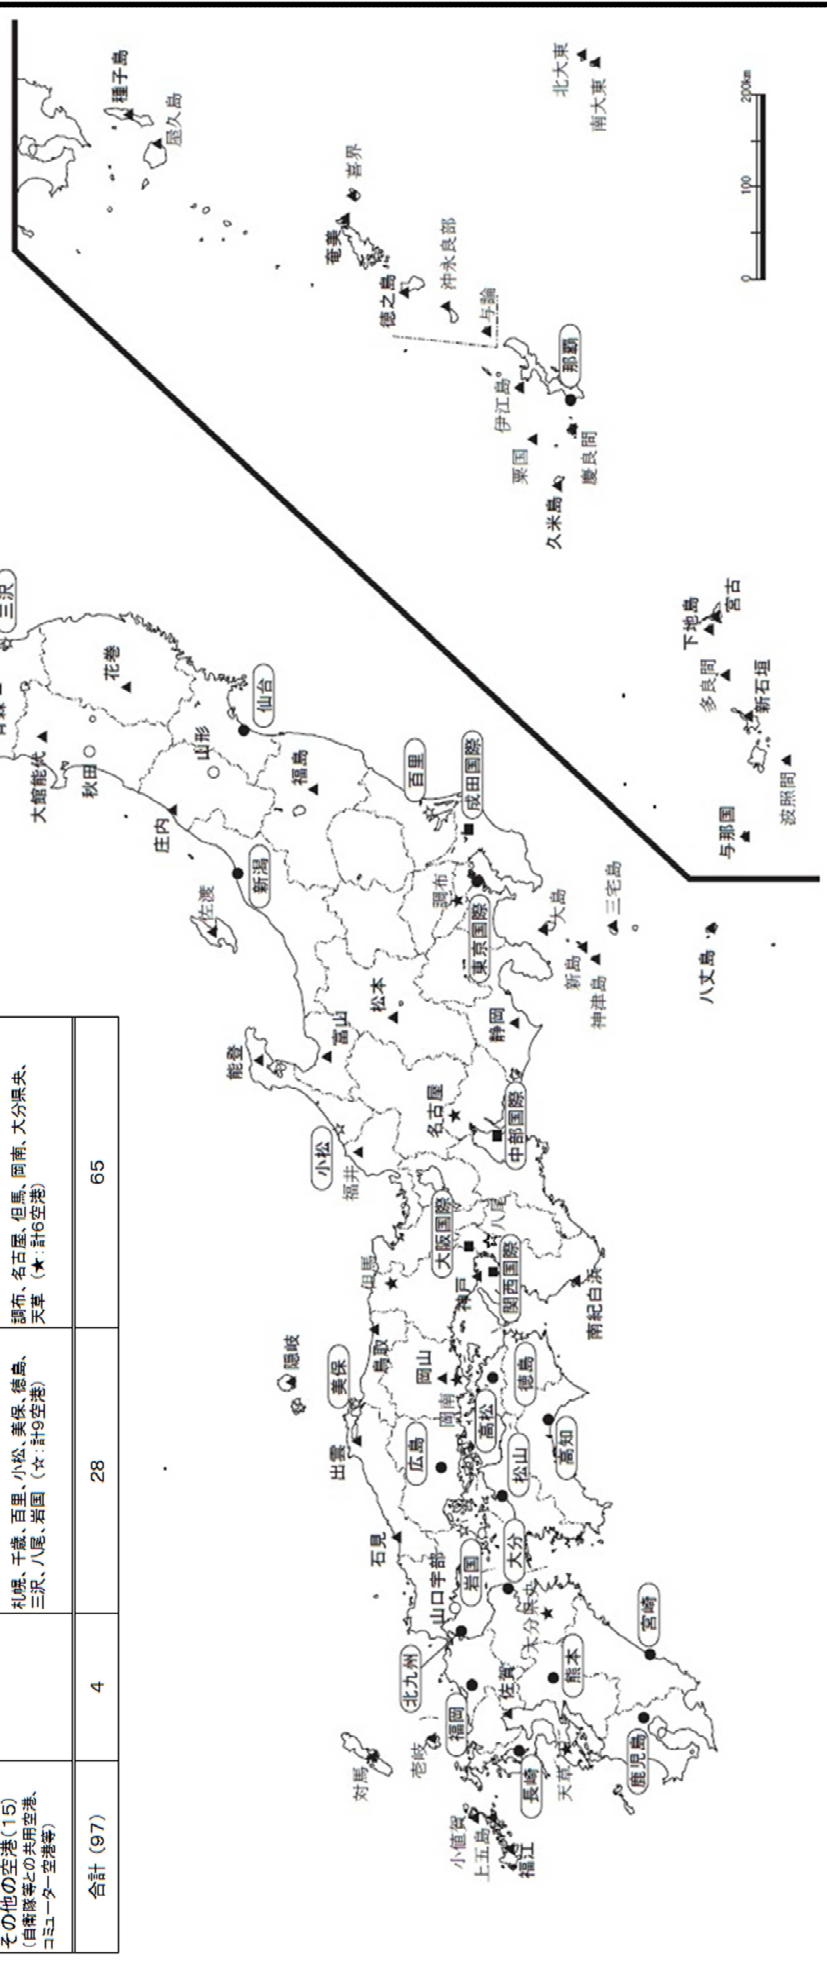 その他の空港(15)
(自衛隊等との共用空港、
コミューター空港等)
札幌、千歳、百里、小松、美保、徳島、
三沢、八尾、岩国 (☆:計9空港)
調布、名古屋、但馬、岡南、大分県央、
天草 (★:計6空港)
合計 (97)
4
28
65
三沢
大館能代
花巻
秋田
仙台
山形
庄内
福島
新潟
佐渡
百里
成田国際
調布
東京国際
大島
三宅島
新島
神津島
八丈島
松本
静岡
富山
能登
小松
福井
名古屋
中部国際
大阪国際
八尾
関西国際
神戸
南紀白浜
但馬
鳥取
隠岐
美保
岡山
岡南
出雲
広島
高松
徳島
松山
高知
石見
山口宇部
岩国
大分
大分県央
北九州
福岡
佐賀
熊本
宮崎
鹿児島
長崎
天草
対馬
壱岐
小値賀
上五島
福江
種子島
屋久島
奄美
喜界
徳之島
沖永良部
与論
伊江島
那覇
粟国
慶良間
久米島
北大東
南大東
下地島
宮古
多良間
新石垣
波照間
与那国
0
100
200km